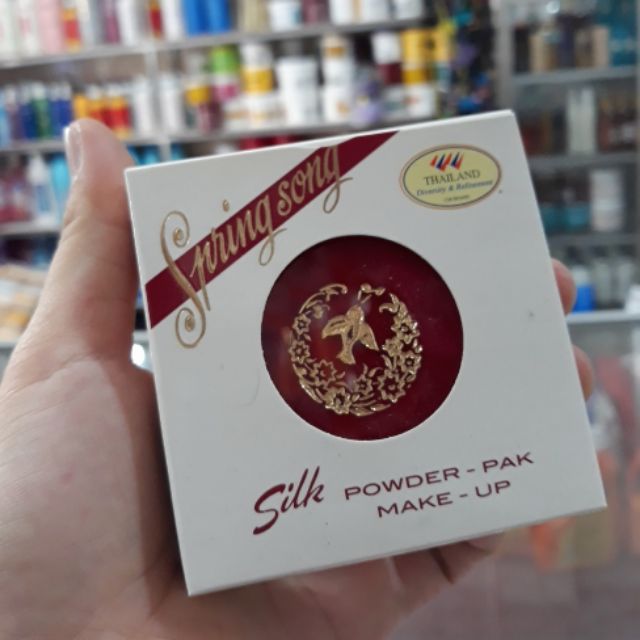 Spring song
THAILAND
Diversity & Refinement
Silk POWDER - PAK
MAKE - UP